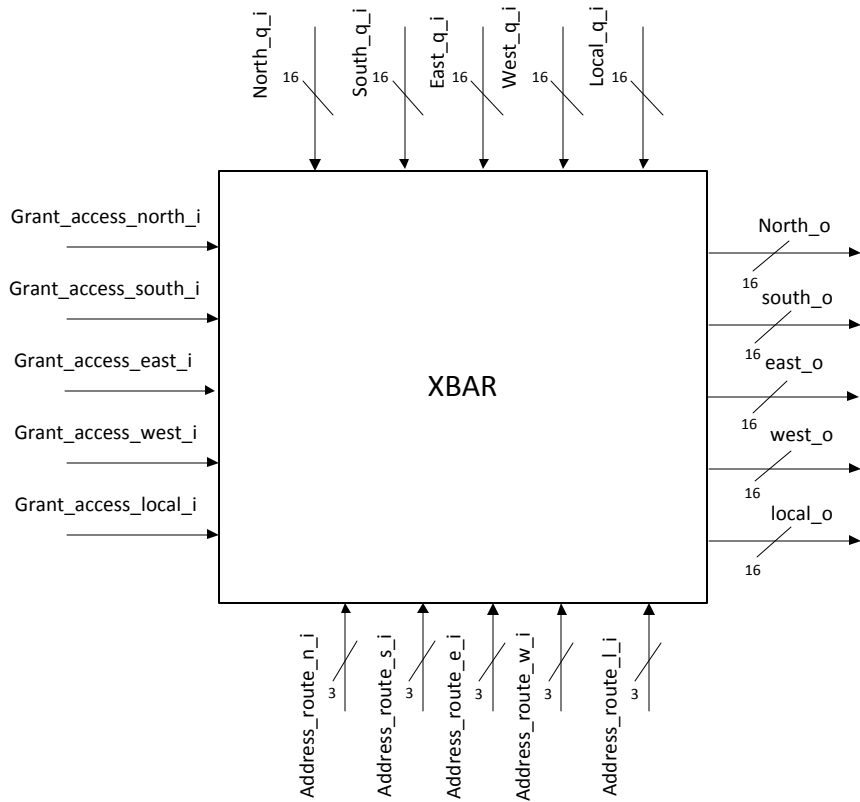 North_q_i
South_q_i
East_q_i
West_q_i
Local_q_i
16
16
16
16
16
Grant_access_north_i
Grant_access_south_i
Grant_access_east_i
Grant_access_west_i
Grant_access_local_i
XBAR
North_o
16
south_o
16
east_o
16
west_o
16
local_o
16
Address_route_n_i
Address_route_s_i
Address_route_e_i
Address_route_w_i
Address_route_l_i
3
3
3
3
3